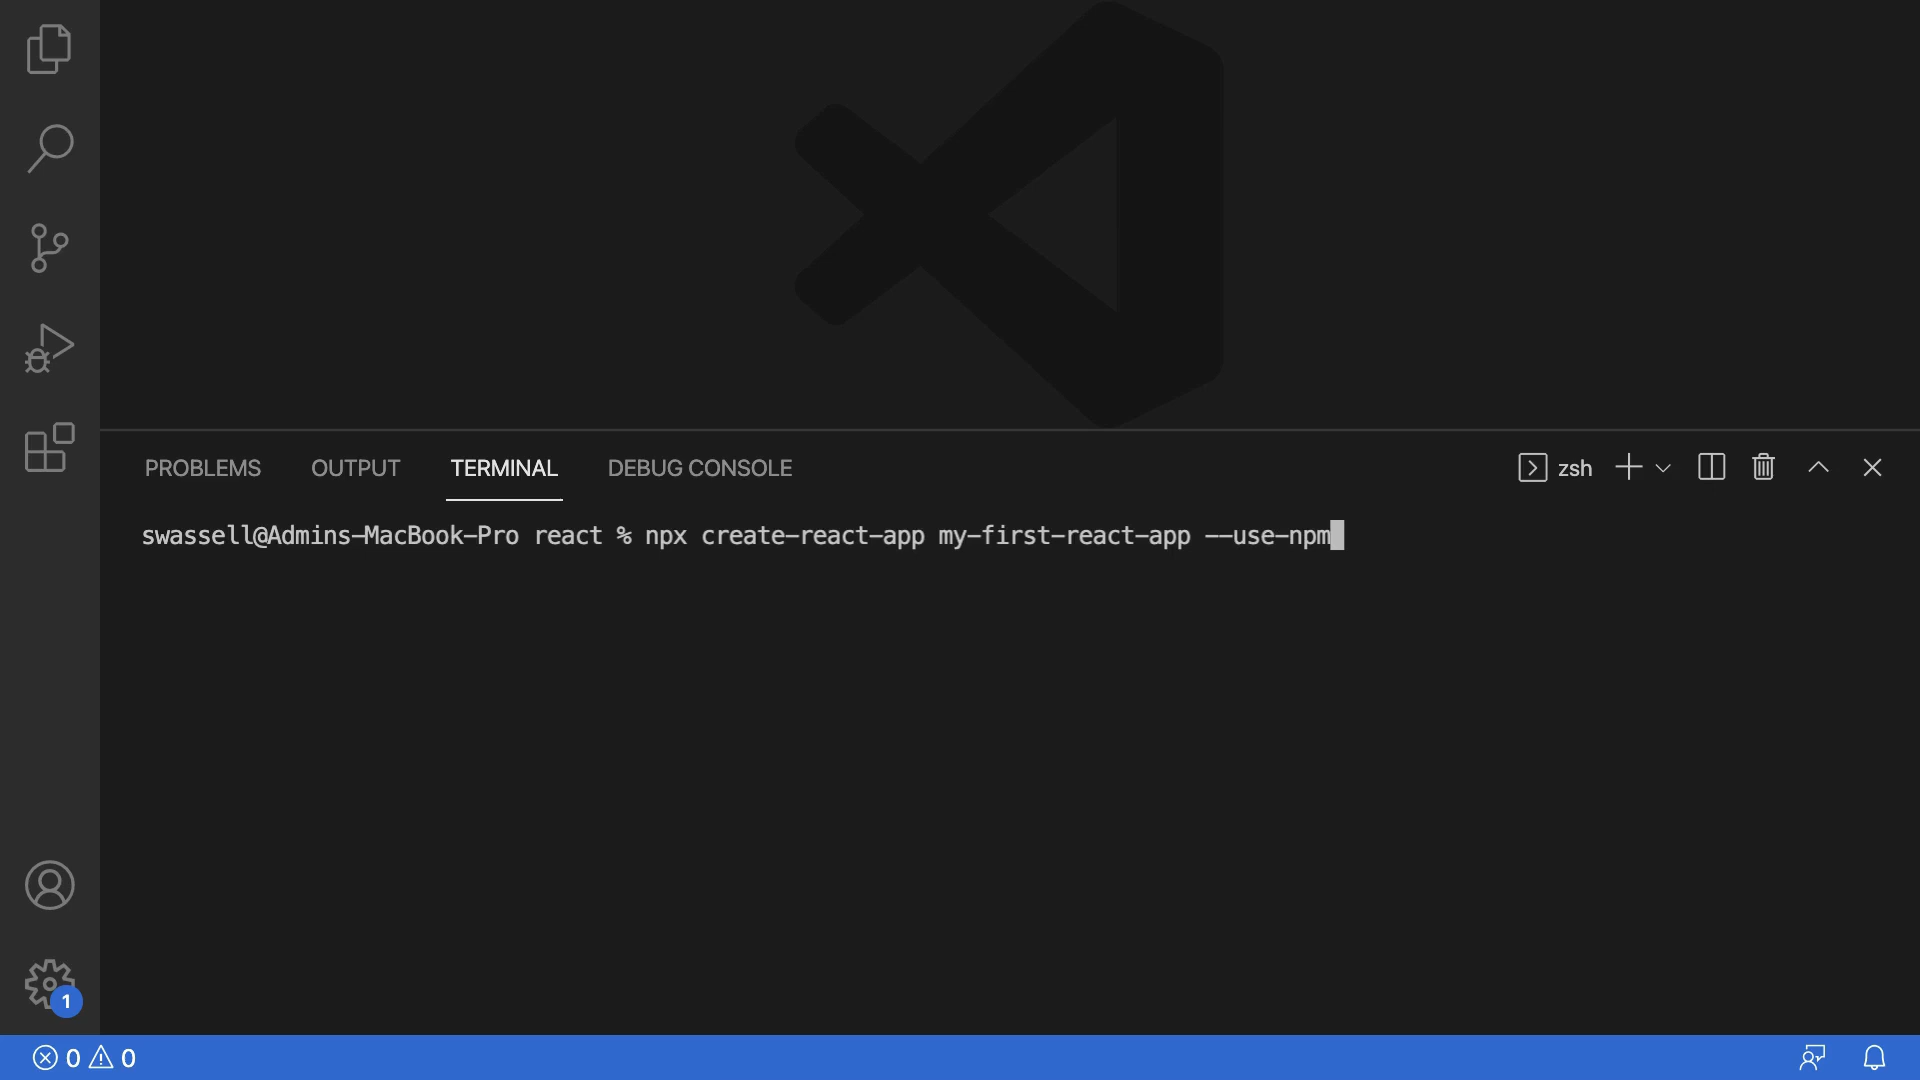 PROBLEMS OUTPUT TERMINAL DEBUG CONSOLE zsh
swassell@Admins-MacBook-Pro react % npx create-react-app my-first-react-app --use-npm
1
0 0